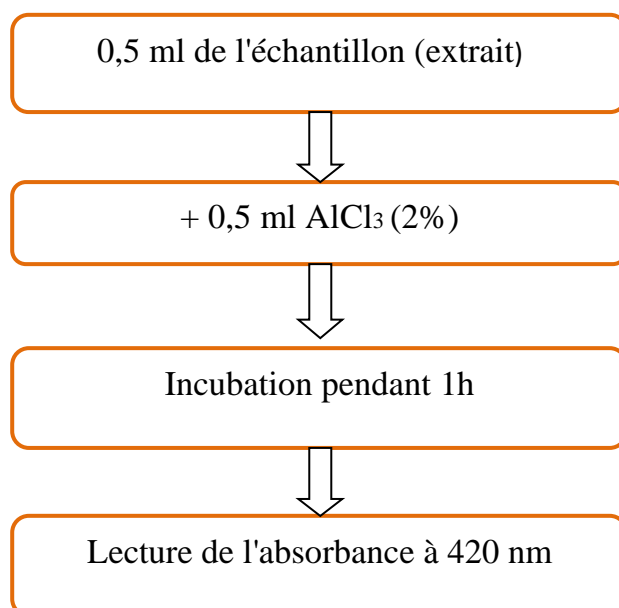 0,5 ml de l'échantillon (extrait)
+ 0,5 ml AlCl₃ (2%)
Incubation pendant 1h
Lecture de l'absorbance à 420 nm